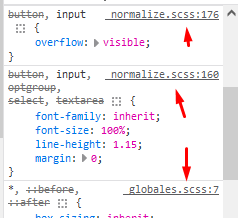 button, input _normalize.scss:176
{
overflow: visible;
}
button, input, _normalize.scss:160
optgroup,
select, textarea {
font-family: inherit;
font-size: 100%;
line-height: 1.15;
margin: 0;
}
*, ::before, _globales.scss:7
::after {
box-sizing: inherit;